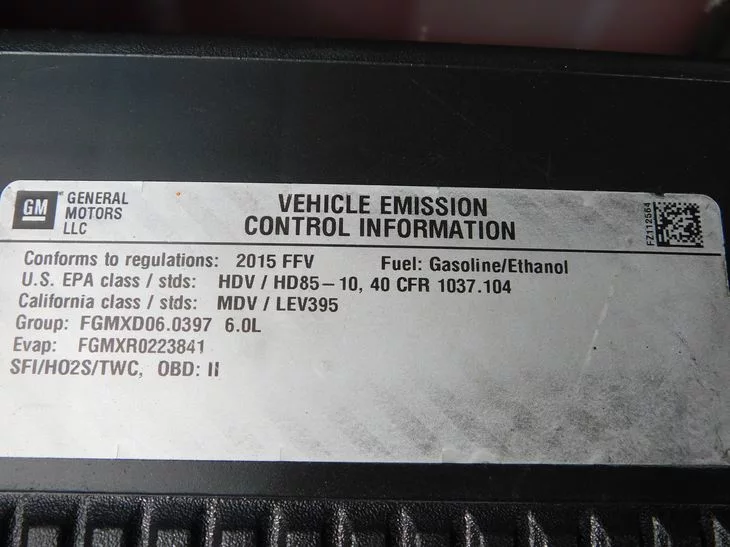 GM
GENERAL
MOTORS
LLC
VEHICLE EMISSION
CONTROL INFORMATION
FZ112564
Conforms to regulations: 2015 FFV Fuel: Gasoline/Ethanol
U.S. EPA class / stds: HDV / HD85-10, 40 CFR 1037.104
California class / stds: MDV / LEV395
Group: FGMXD06.0397 6.0L
Evap: FGMXR0223841
SFI/HO2S/TWC, OBD: II